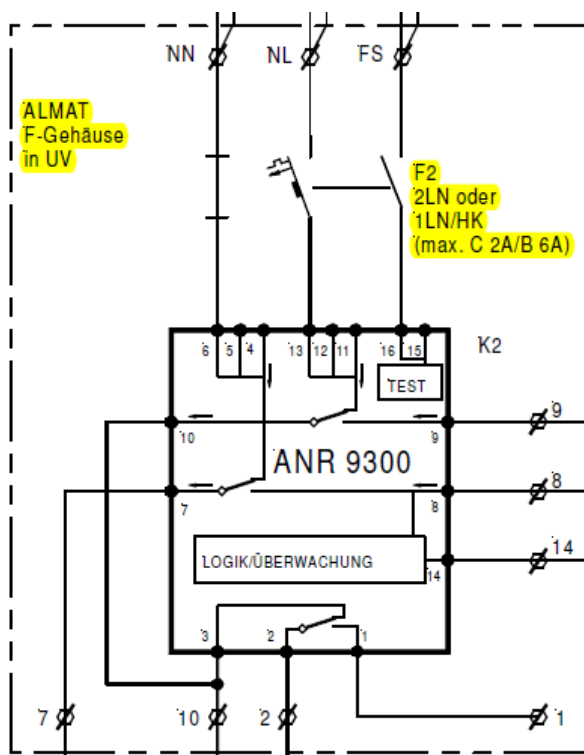 NN NL FS
ALMAT
F-Gehäuse
in UV
F2
2LN oder
1LN/HK
(max. C 2A/B 6A)
6 5 4 13 12 11 16 15 K2
TEST
10 9 9
ANR 9300
7 8 8
LOGIK/ÜBERWACHUNG 14 14
3 2 1
7 10 2 1